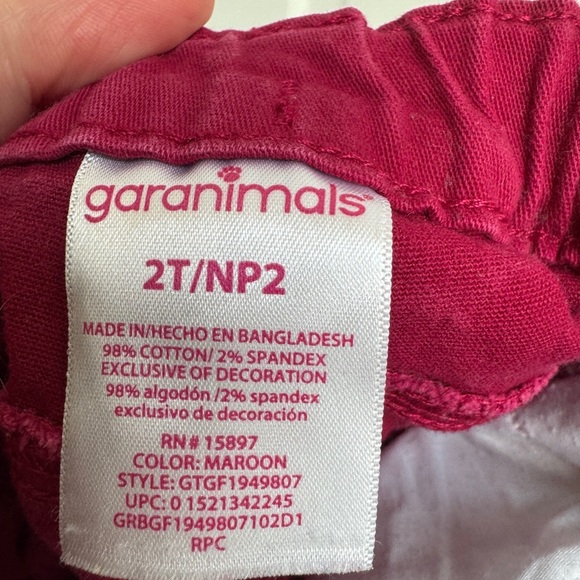 garanimals
2T/NP2
MADE IN/HECHO EN BANGLADESH
98% COTTON/ 2% SPANDEX
EXCLUSIVE OF DECORATION
98% algodón /2% spandex
exclusivo de decoración
RN# 15897
COLOR: MAROON
STYLE: GTGF1949807
UPC: 0 1521342245
GRBGF1949807102D1
RPC